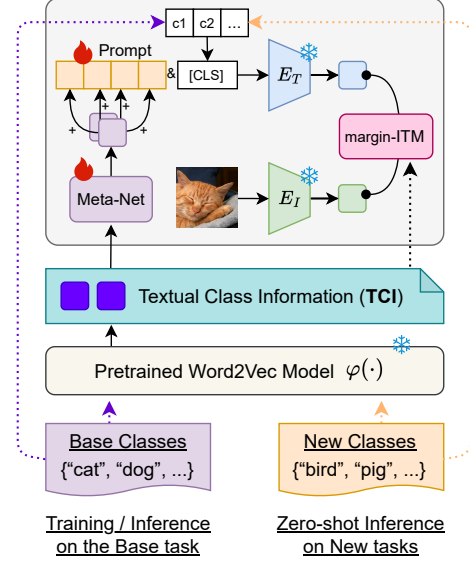 c1 c2 ...
Prompt
& [CLS]
E_T
+ + + +
margin-ITM
Meta-Net
E_I
Textual Class Information (TCI)
Pretrained Word2Vec Model φ(·)
Base Classes
{“cat”, “dog”, ...}
New Classes
{“bird”, “pig”, ...}
Training / Inference
on the Base task
Zero-shot Inference
on New tasks